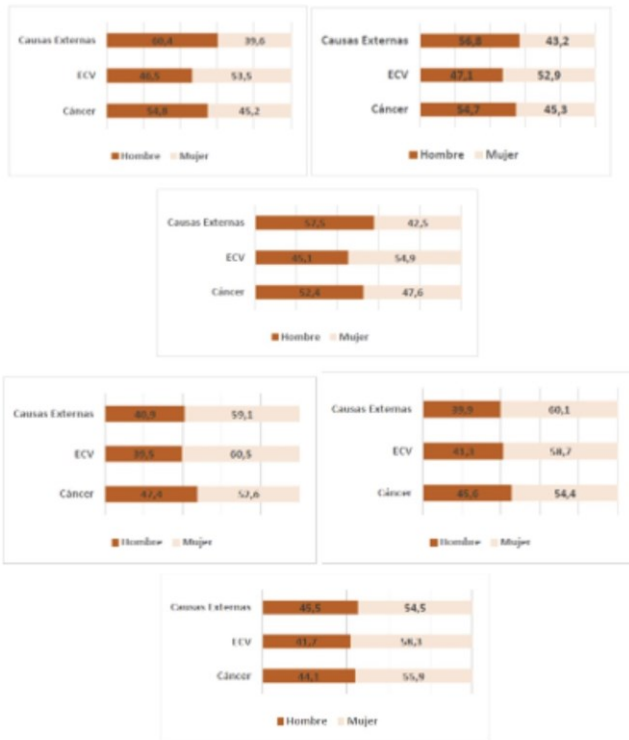 Causas Externas 60,4 39,6
ECV 46,5 53,5
Cáncer 54,8 45,2
Hombre Mujer
Causas Externas 56,8 43,2
ECV 47,1 52,9
Cáncer 54,7 45,3
Hombre Mujer
Causas Externas 57,5 42,5
ECV 45,1 54,9
Cáncer 52,4 47,6
Hombre Mujer
Causas Externas 40,9 59,1
ECV 39,5 60,5
Cáncer 47,4 52,6
Hombre Mujer
Causas Externas 39,9 60,1
ECV 41,3 58,7
Cáncer 45,6 54,4
Hombre Mujer
Causas Externas 45,5 54,5
ECV 41,7 58,3
Cáncer 44,1 55,9
Hombre Mujer